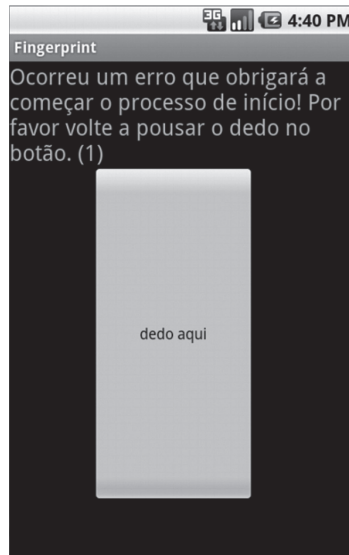 3G 4:40 PM
Fingerprint
Ocorreu um erro que obrigará a
começar o processo de início! Por
favor volte a pousar o dedo no
botão. (1)
dedo aqui